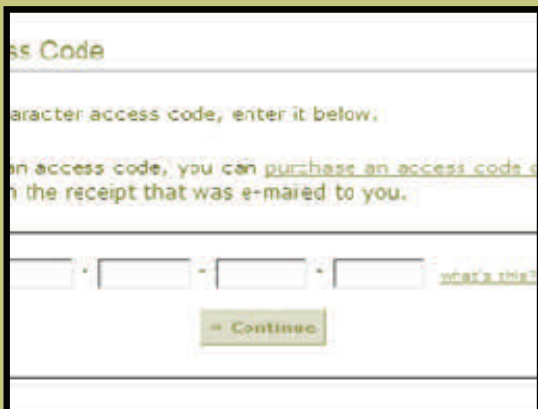 ss Code
aracter access code, enter it below.
an access code, you can purchase an access code o
n the receipt that was e-mailed to you.
- - - what's this?
» Continue